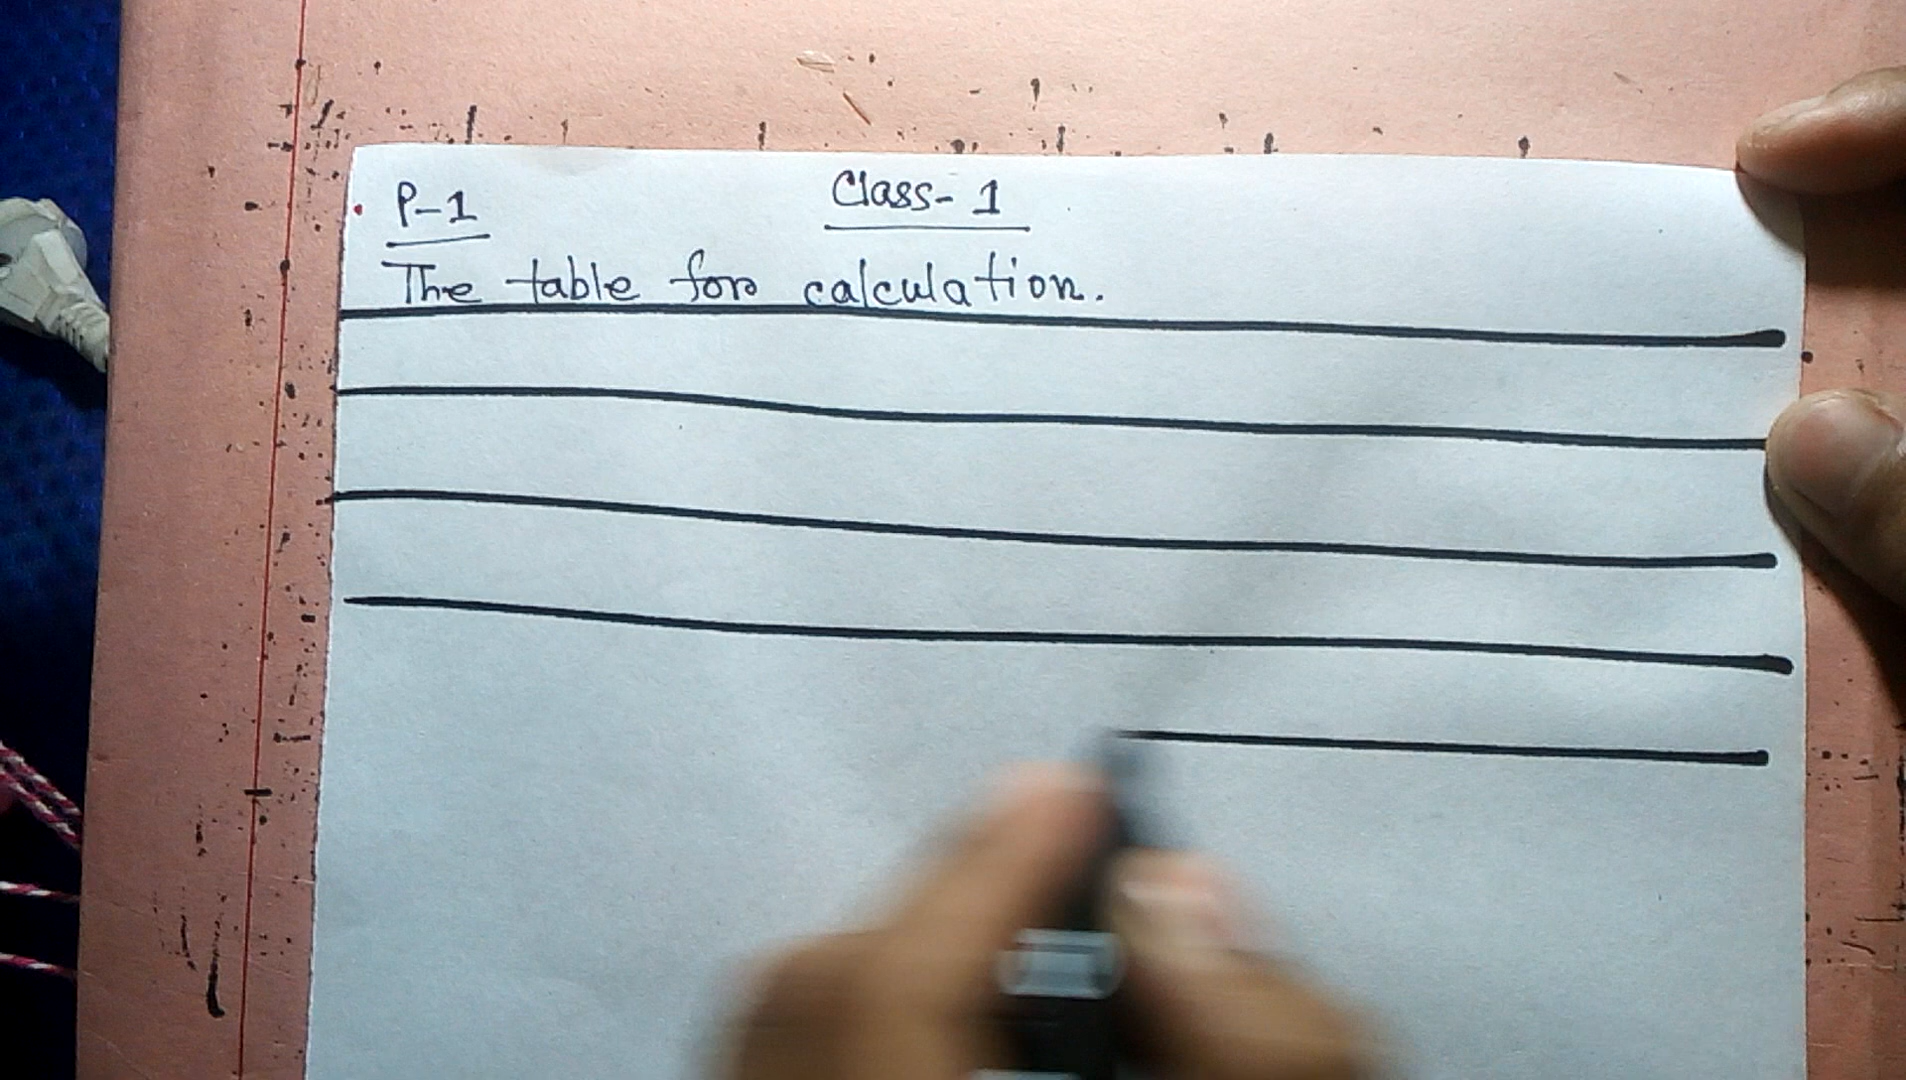 P-1
Class- 1
The table for calculation.